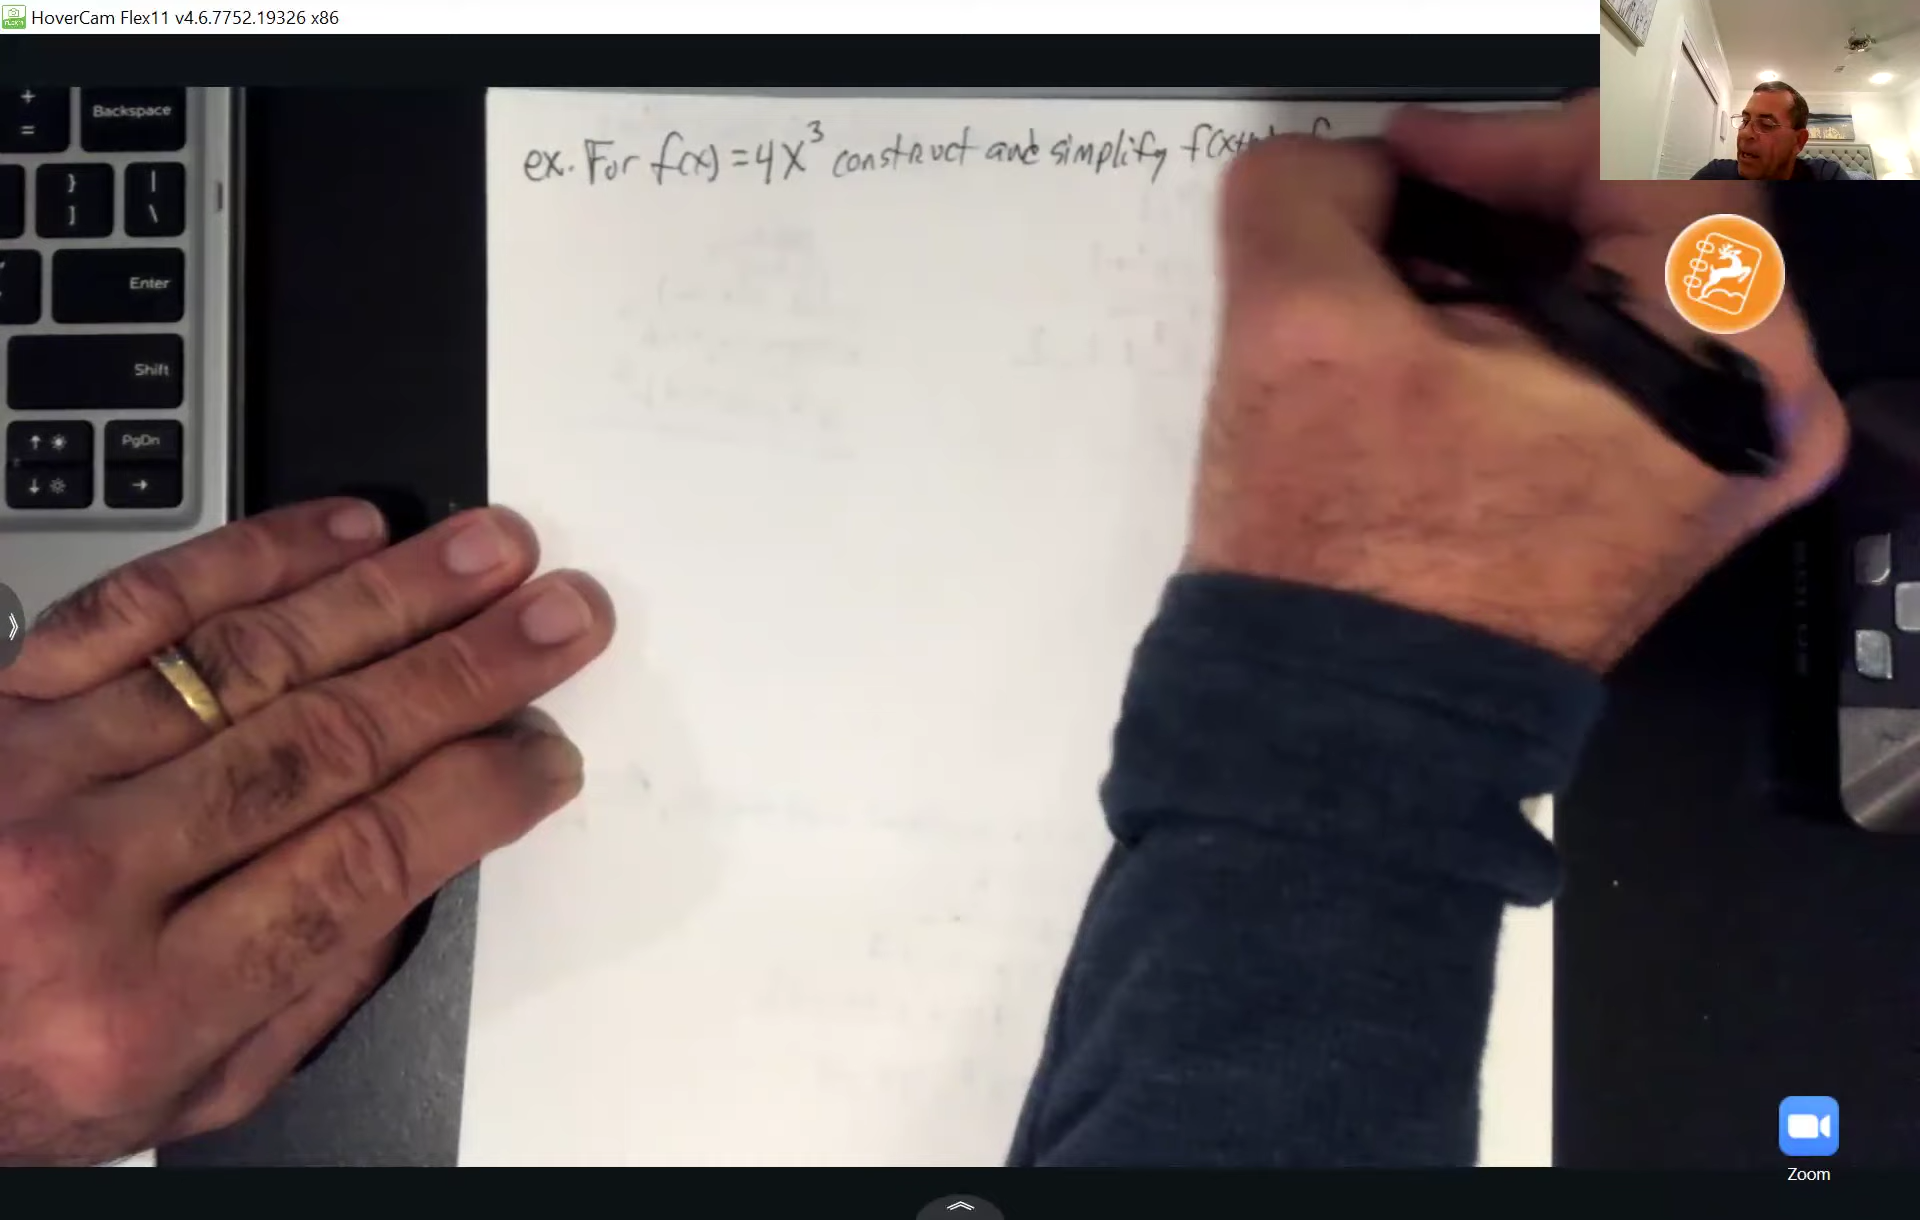 HoverCam Flex11 v4.6.7752.19326 x86
+
=
Backspace
}
]
|
\
Enter
Shift
PgDn
ex. For f(x) = 4x³ construct and simplify
Zoom